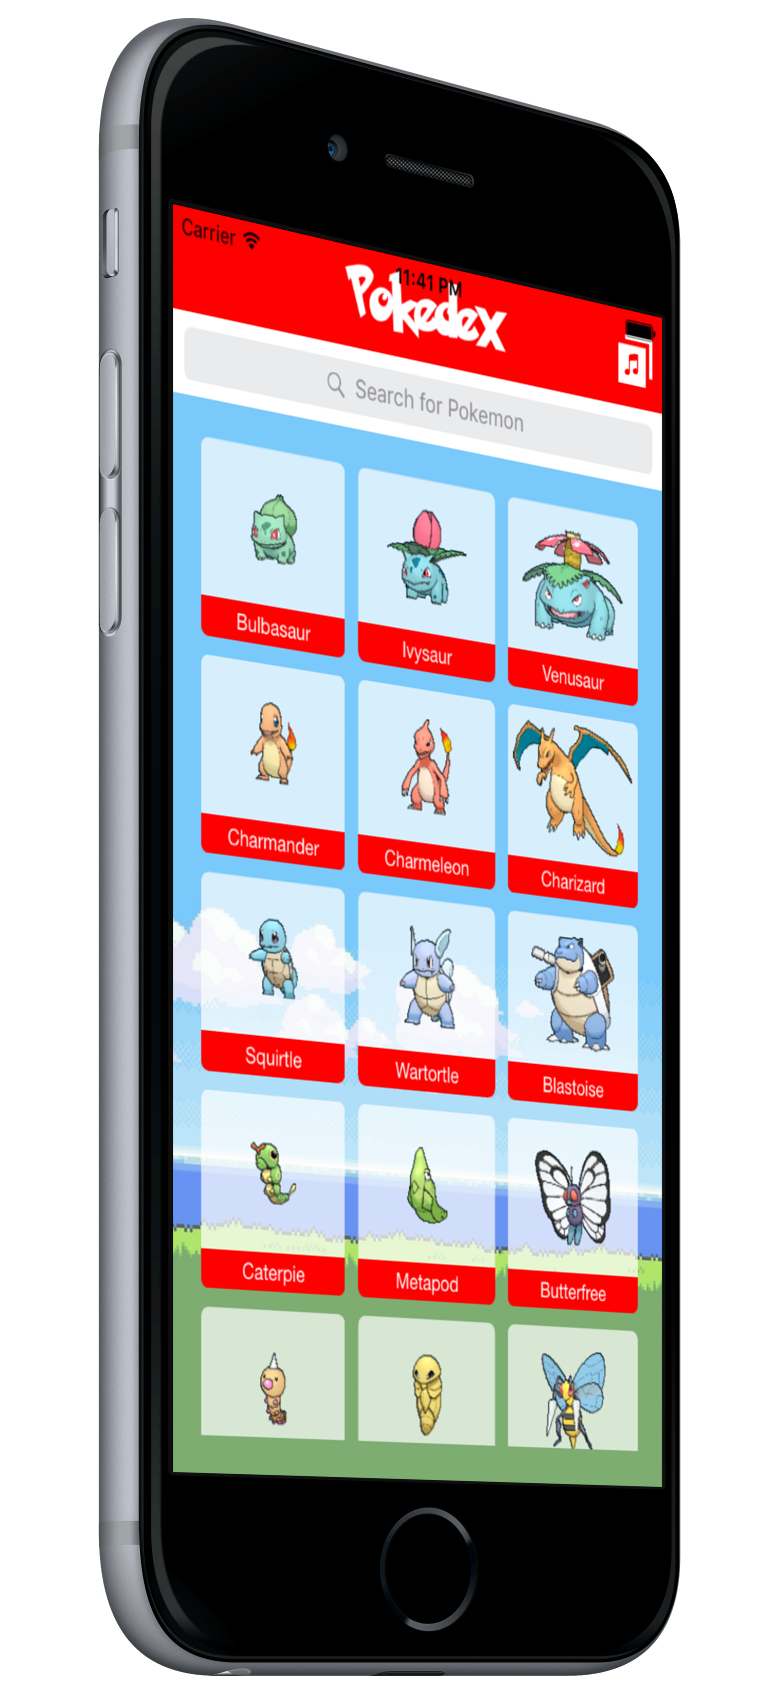 Carrier
11:41 PM
Pokedex
Search for Pokemon
Bulbasaur
Ivysaur
Venusaur
Charmander
Charmeleon
Charizard
Squirtle
Wartortle
Blastoise
Caterpie
Metapod
Butterfree